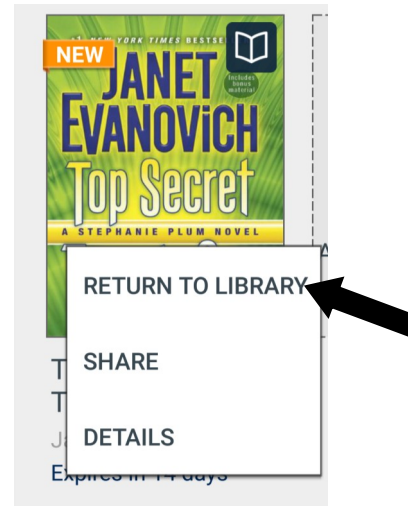 YORK TIMES BESTSE
NEW
JANET
Includes
bonus
material
EVANOViCH
Top Secret
A STEPHANIE PLUM NOVEL
RETURN TO LIBRARY
SHARE
DETAILS
T
T
J
Expires in 14 days